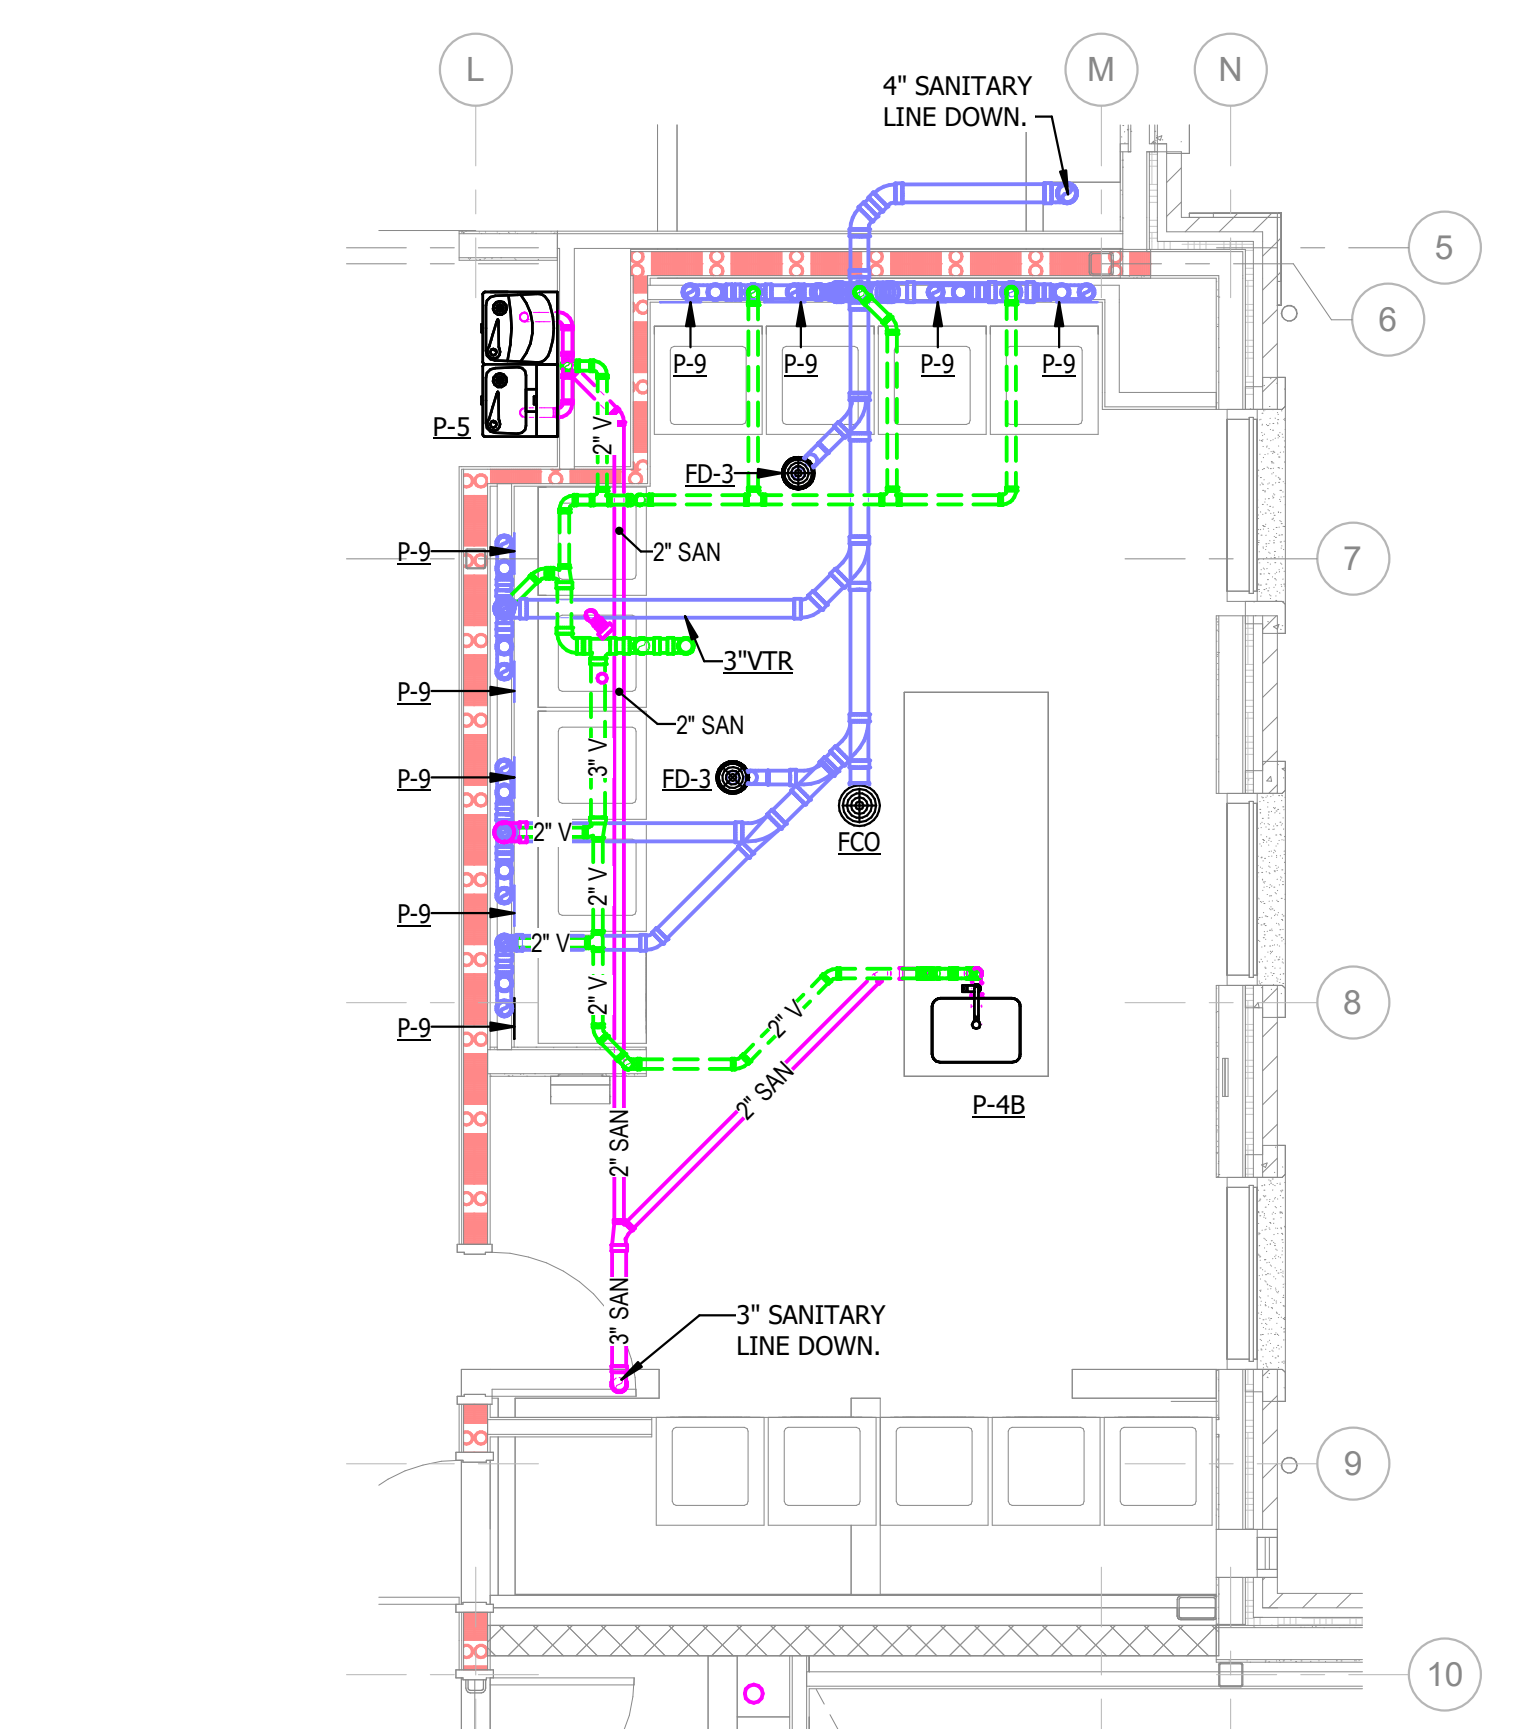 L
M
N
4" SANITARY
LINE DOWN.
5
6
P-9
P-9
P-9
P-9
P-5
2" V
FD-3
P-9
2" SAN
7
3"VTR
P-9
2" SAN
3" V
P-9
FD-3
2" V
FCO
2" V
P-9
2" V
2" V
8
P-9
2" V
2" SAN
P-4B
2" SAN
3" SAN
3" SANITARY
LINE DOWN.
9
10